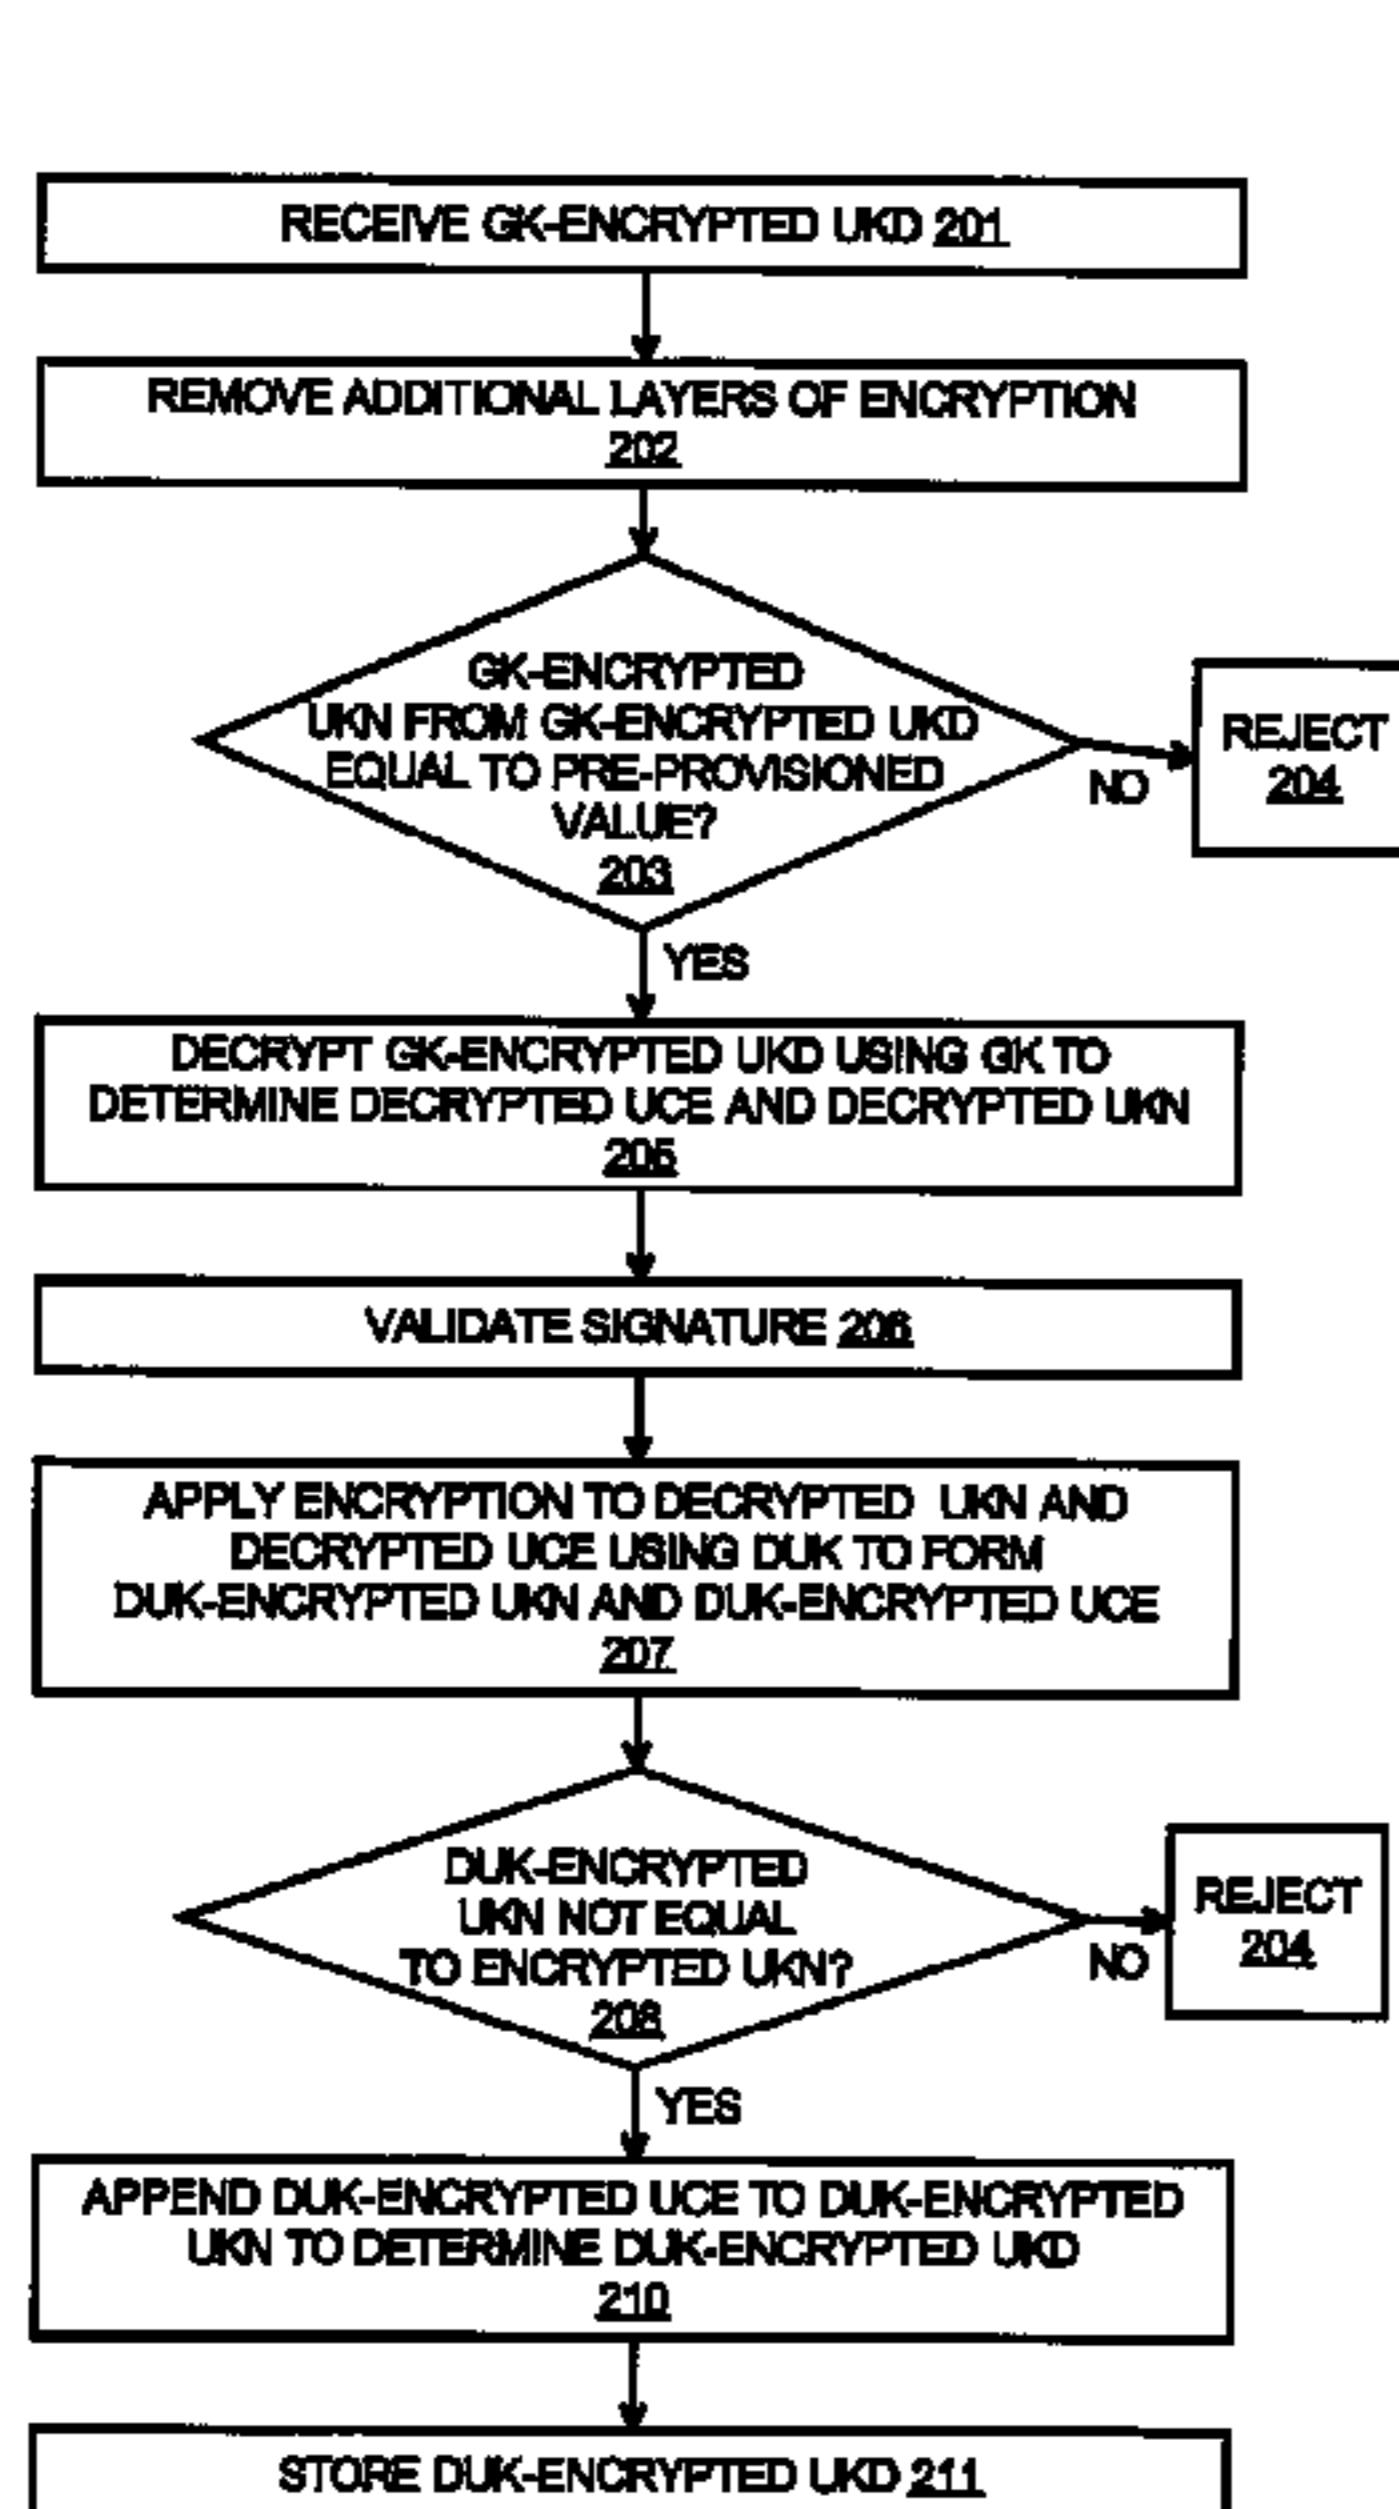 RECEIVE GK-ENCRYPTED UKD 201
REMOVE ADDITIONAL LAYERS OF ENCRYPTION
202
GK-ENCRYPTED
UKN FROM GK-ENCRYPTED UKD
EQUAL TO PRE-PROVISIONED
VALUE?
203
NO
REJECT
204
YES
DECRYPT GK-ENCRYPTED UKD USING GK TO
DETERMINE DECRYPTED UCE AND DECRYPTED UKN
205
VALIDATE SIGNATURE 206
APPLY ENCRYPTION TO DECRYPTED UKN AND
DECRYPTED UCE USING DUK TO FORM
DUK-ENCRYPTED UKN AND DUK-ENCRYPTED UCE
207
DUK-ENCRYPTED
UKN NOT EQUAL
TO ENCRYPTED UKN?
208
NO
REJECT
204
YES
APPEND DUK-ENCRYPTED UCE TO DUK-ENCRYPTED
UKN TO DETERMINE DUK-ENCRYPTED UKD
210
STORE DUK-ENCRYPTED UKD 211